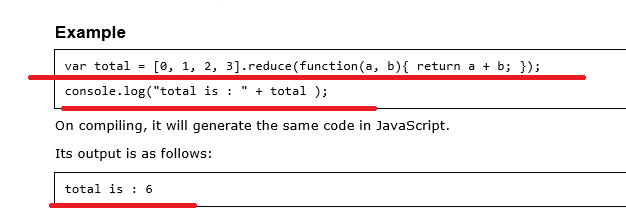 Example
var total = [0, 1, 2, 3].reduce(function(a, b){ return a + b; });
console.log("total is : " + total );
On compiling, it will generate the same code in JavaScript.
Its output is as follows:
total is : 6